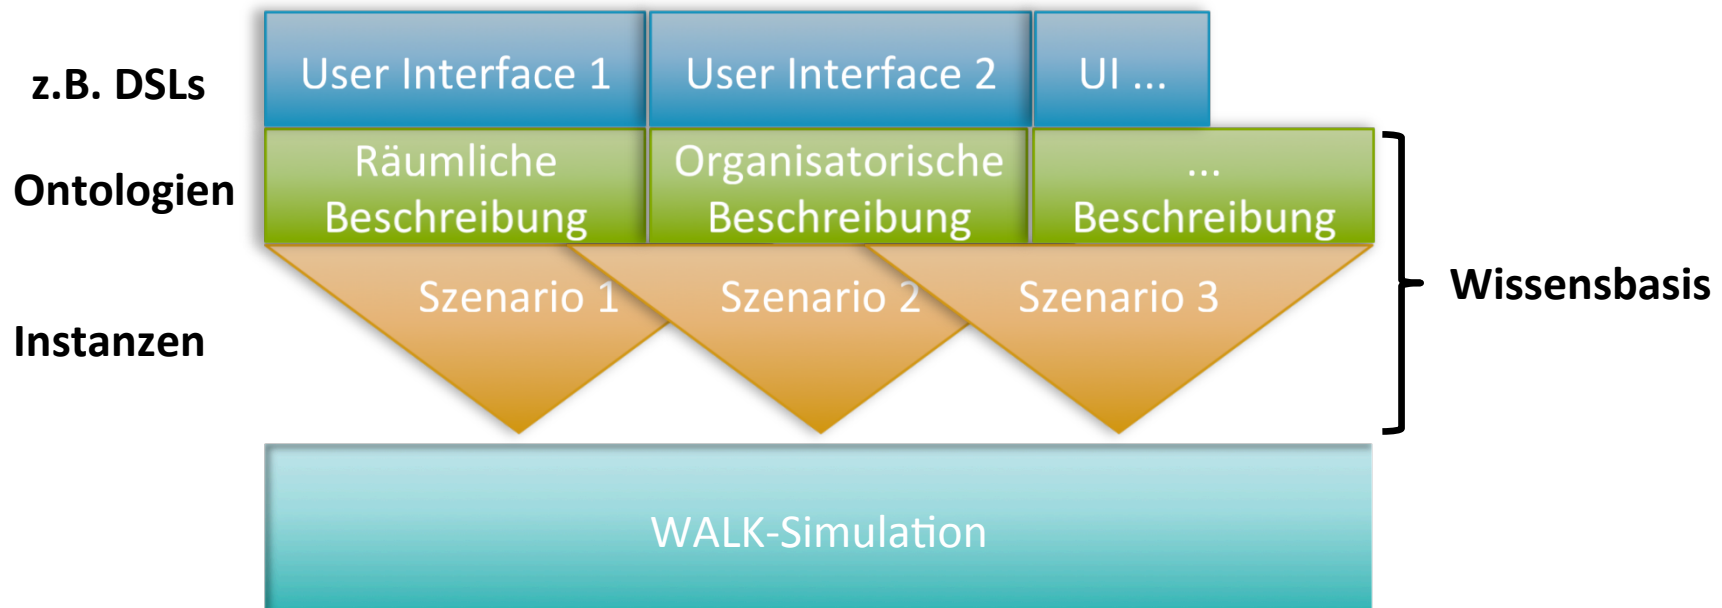 z.B. DSLs
User Interface 1
User Interface 2
UI ...
Ontologien
Räumliche
Beschreibung
Organisatorische
Beschreibung
...
Beschreibung
Instanzen
Szenario 1
Szenario 2
Szenario 3
Wissensbasis
WALK-Simulation